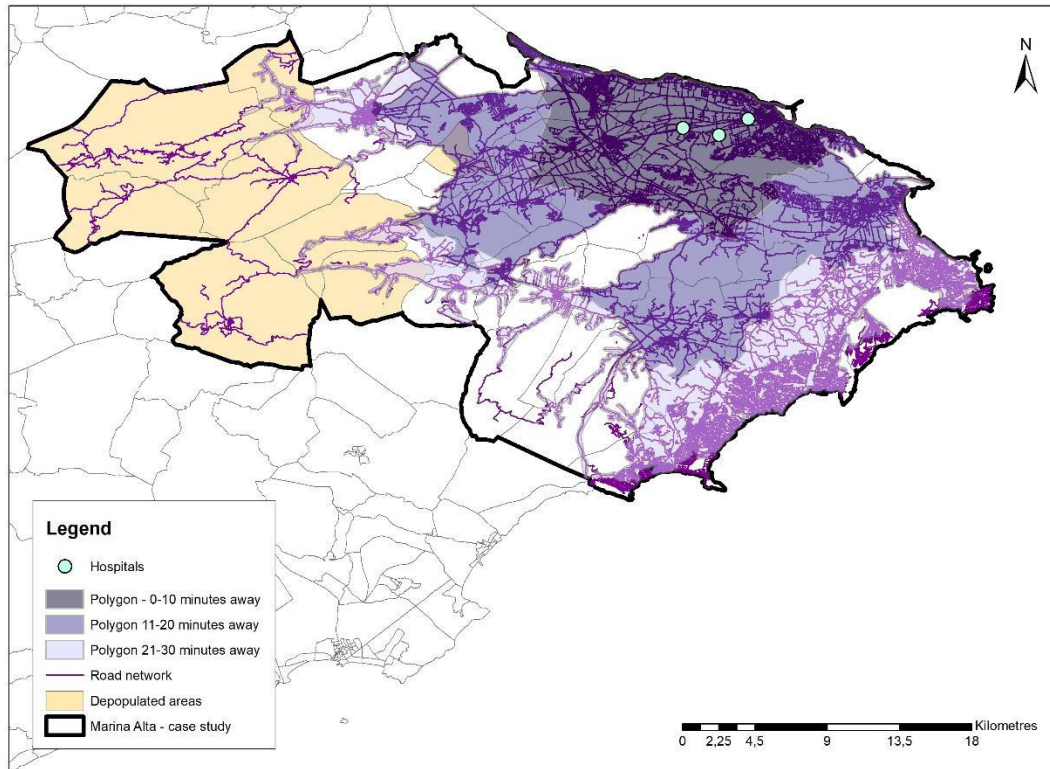 N
Legend
Hospitals
Polygon - 0-10 minutes away
Polygon 11-20 minutes away
Polygon 21-30 minutes away
Road network
Depopulated areas
Marina Alta - case study
Kilometres
0 2,25 4,5 9 13,5 18